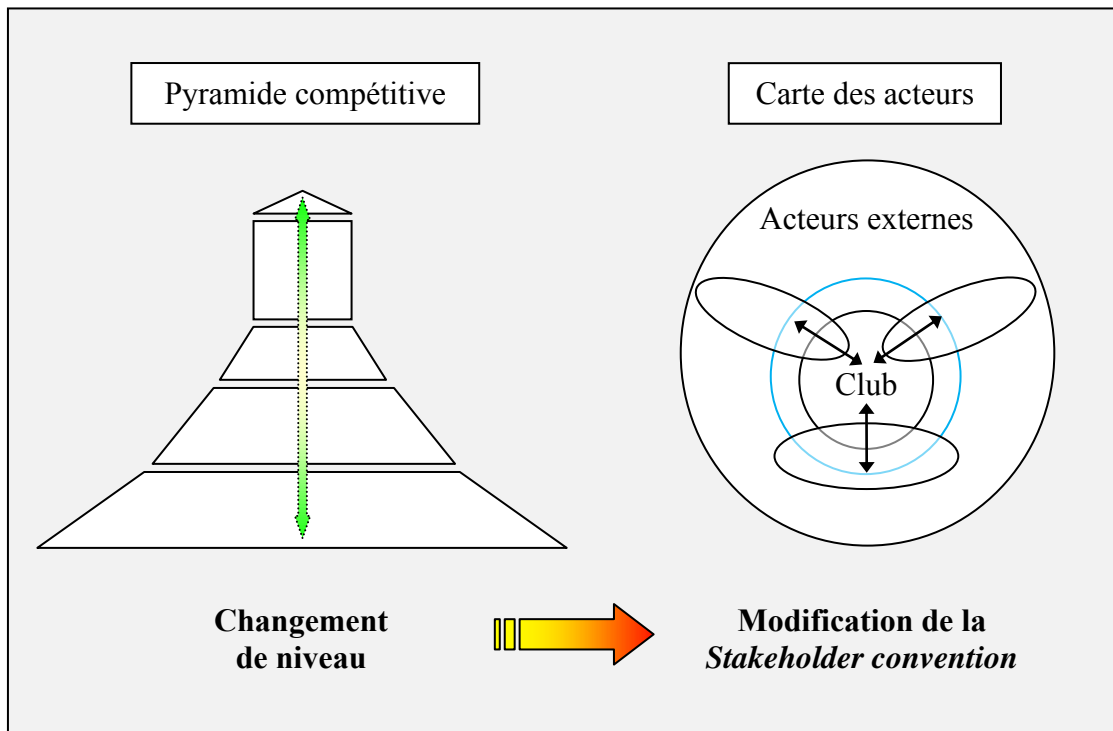 Pyramide compétitive
Carte des acteurs
Acteurs externes
Club
Changement
de niveau
Modification de la
Stakeholder convention